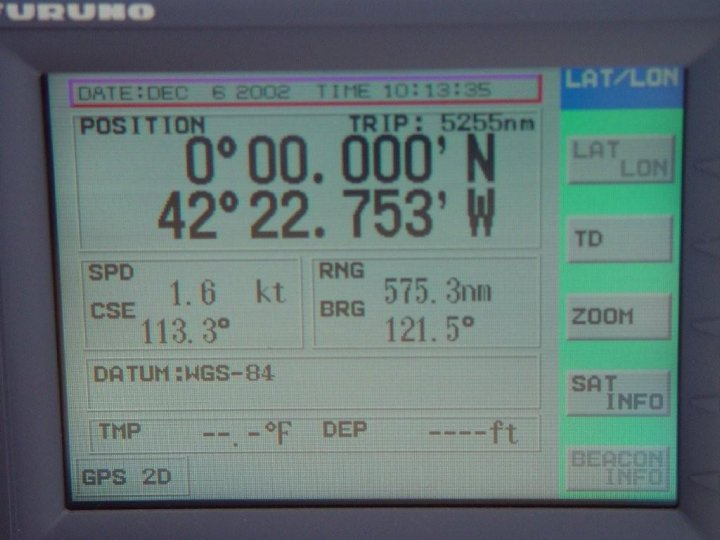 FURUNO
DATE:DEC 6 2002 TIME 10:13:35
LAT/LON
POSITION TRIP: 5255nm
0°00.000' N
42°22.753' W
LAT
LON
TD
SPD 1.6 kt
CSE 113.3°
RNG 575.3nm
BRG 121.5°
ZOOM
DATUM:WGS-84
SAT
INFO
TMP --.-°F DEP ----ft
GPS 2D
BEACON
INFO